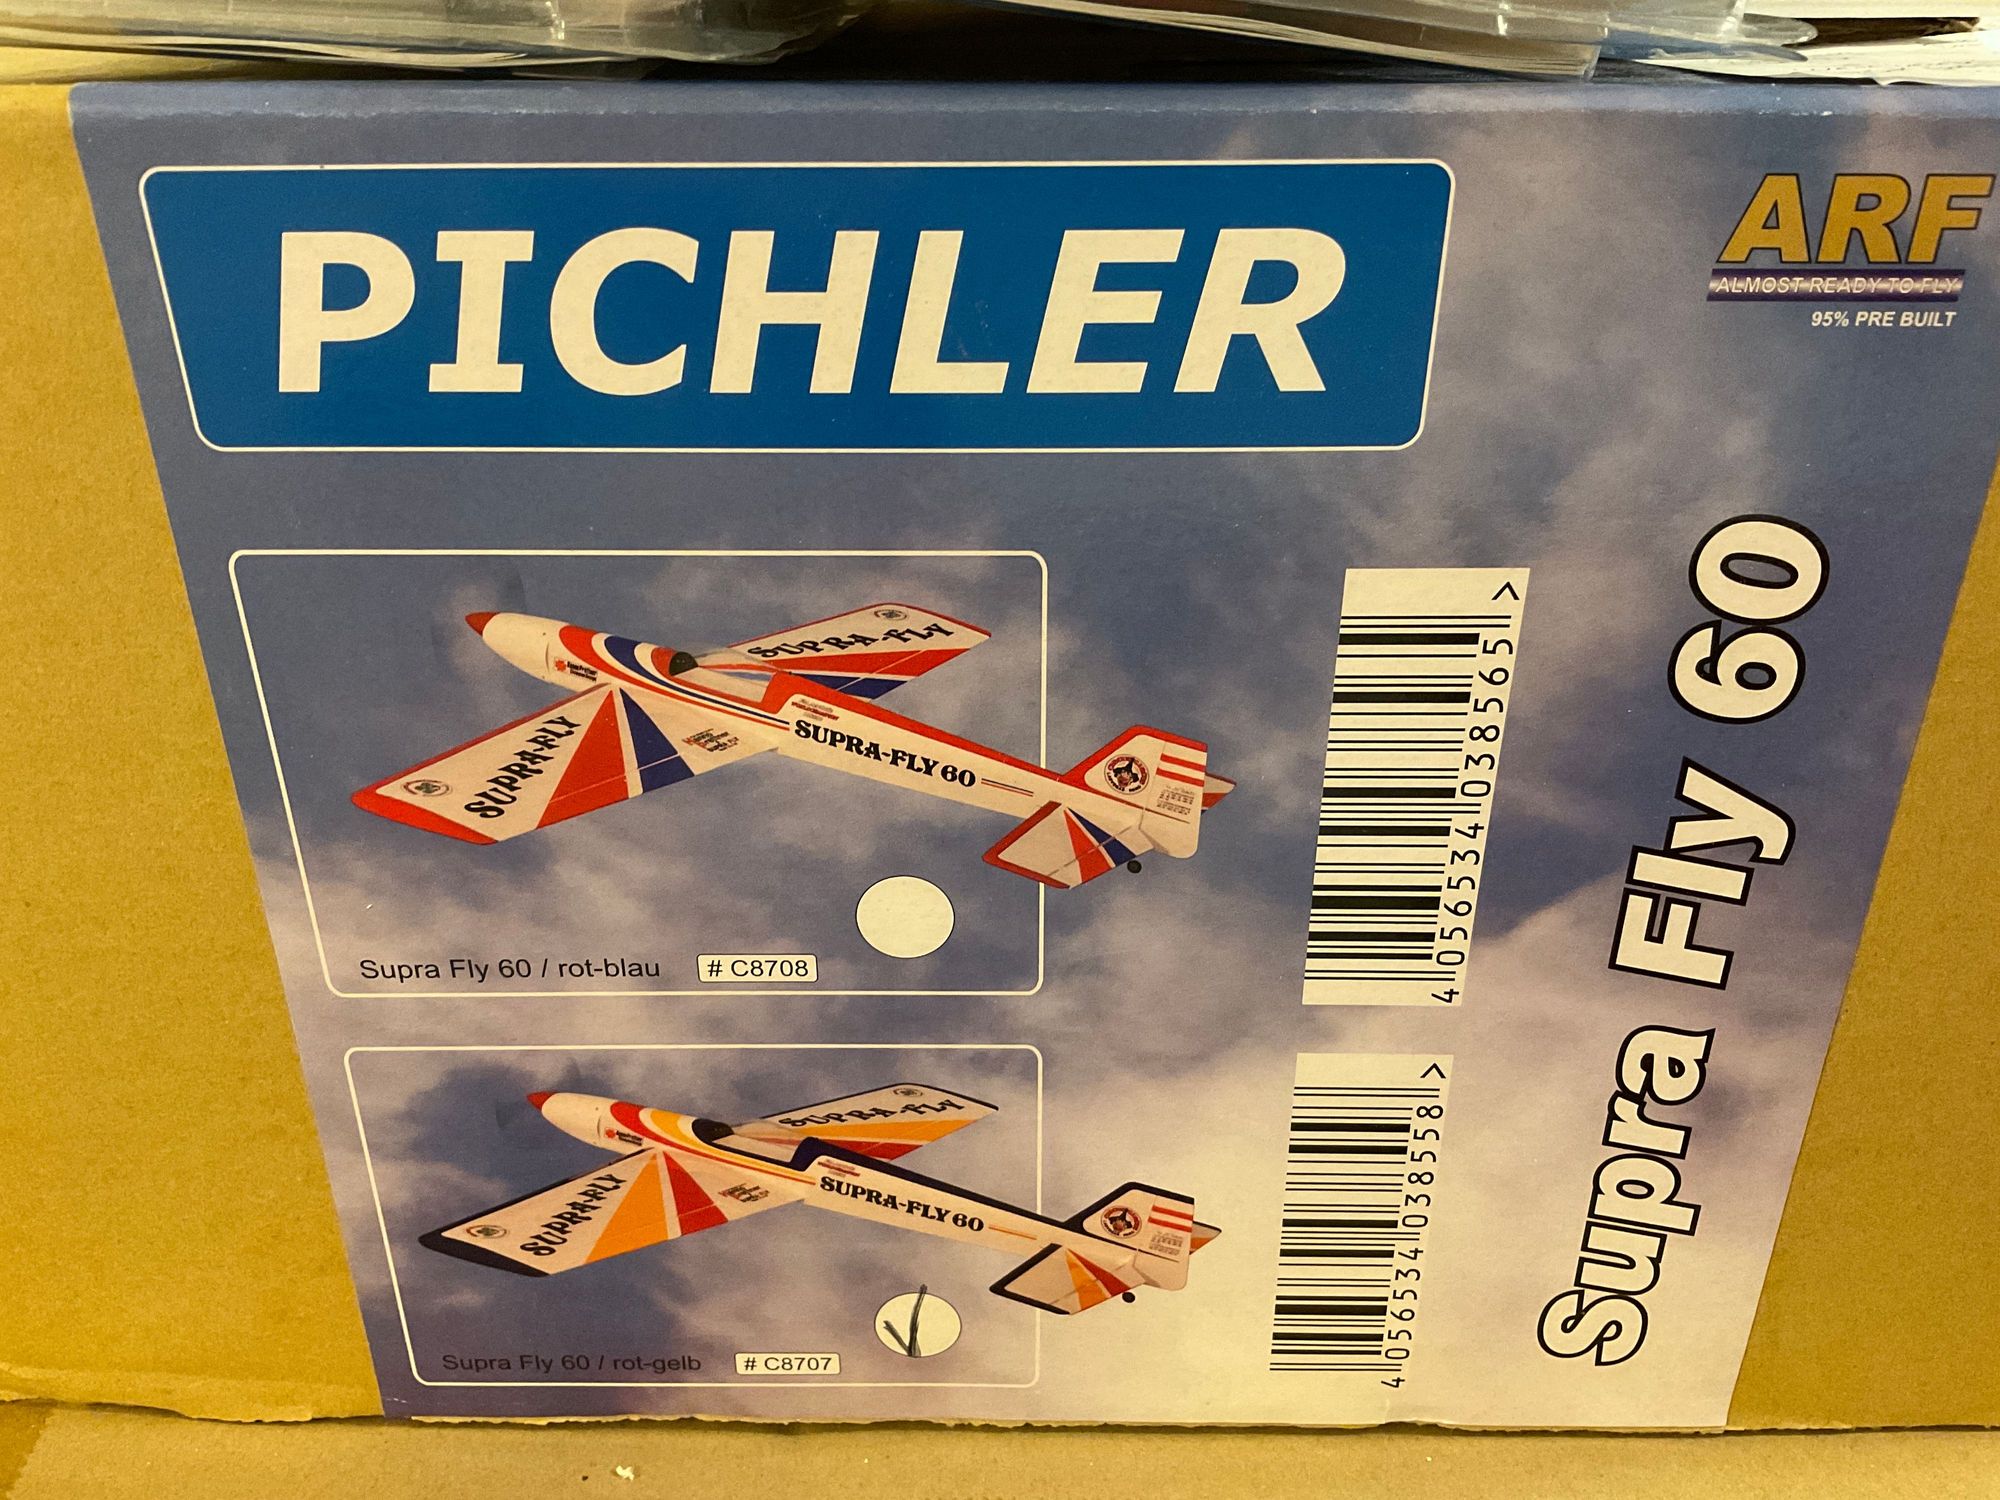 PICHLER
ARF
ALMOST READY TO FLY
95% PRE BUILT
SUPRA-FLY
SUPRA-FLY
SUPRA-FLY 60
Supra Fly 60 / rot-blau
# C8708
4 056534 038565 >
SUPRA-FLY
SUPRA-FLY
SUPRA-FLY 60
Supra Fly 60 / rot-gelb
# C8707
4 056534 038558 >
Supra Fly 60